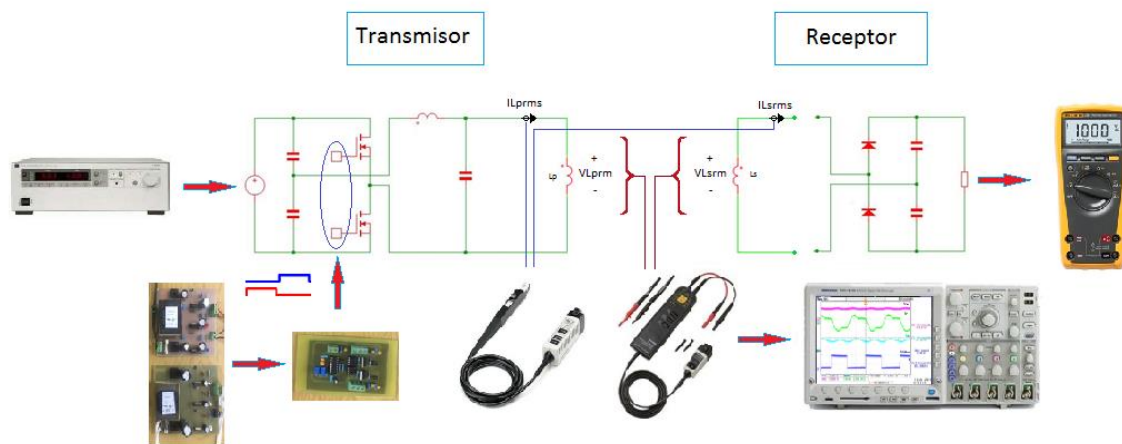 Transmisor
Receptor
ILprms
ILsrms
+
VLprm
-
+
VLsrm
-
Lp
Ls
1000